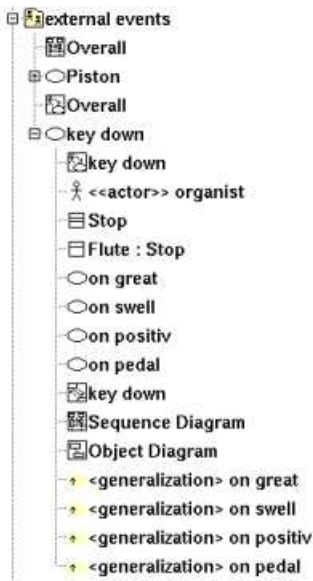 external events
Overall
Piston
Overall
key down
key down
<<actor>> organist
Stop
Flute : Stop
on great
on swell
on positiv
on pedal
key down
Sequence Diagram
Object Diagram
<generalization> on great
<generalization> on swell
<generalization> on positiv
<generalization> on pedal